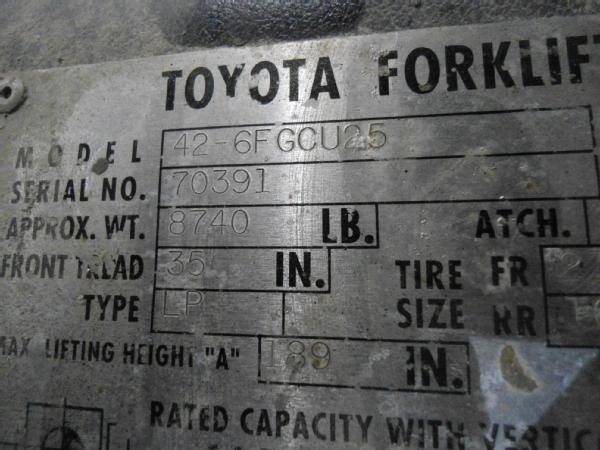 TOYOTA FORKLIF
MODEL 42-6FGCU25
SERIAL NO. 70391
APPROX. WT. 8740 LB. ATCH.
FRONT TREAD 35 IN. TIRE FR
TYPE LP SIZE RR
MAX LIFTING HEIGHT "A" 189 IN.
RATED CAPACITY WITH VERTIC